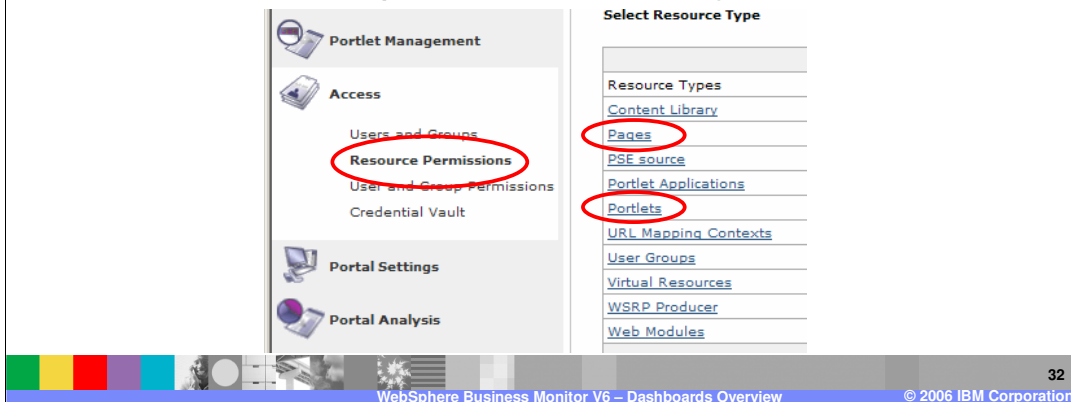 Portlet Management
Access
Users and Groups
Resource Permissions
User and Group Permissions
Credential Vault
Portal Settings
Portal Analysis
Select Resource Type
Resource Types
Content Library
Pages
PSE source
Portlet Applications
Portlets
URL Mapping Contexts
User Groups
Virtual Resources
WSRP Producer
Web Modules
32
WebSphere Business Monitor V6 – Dashboards Overview
© 2006 IBM Corporation